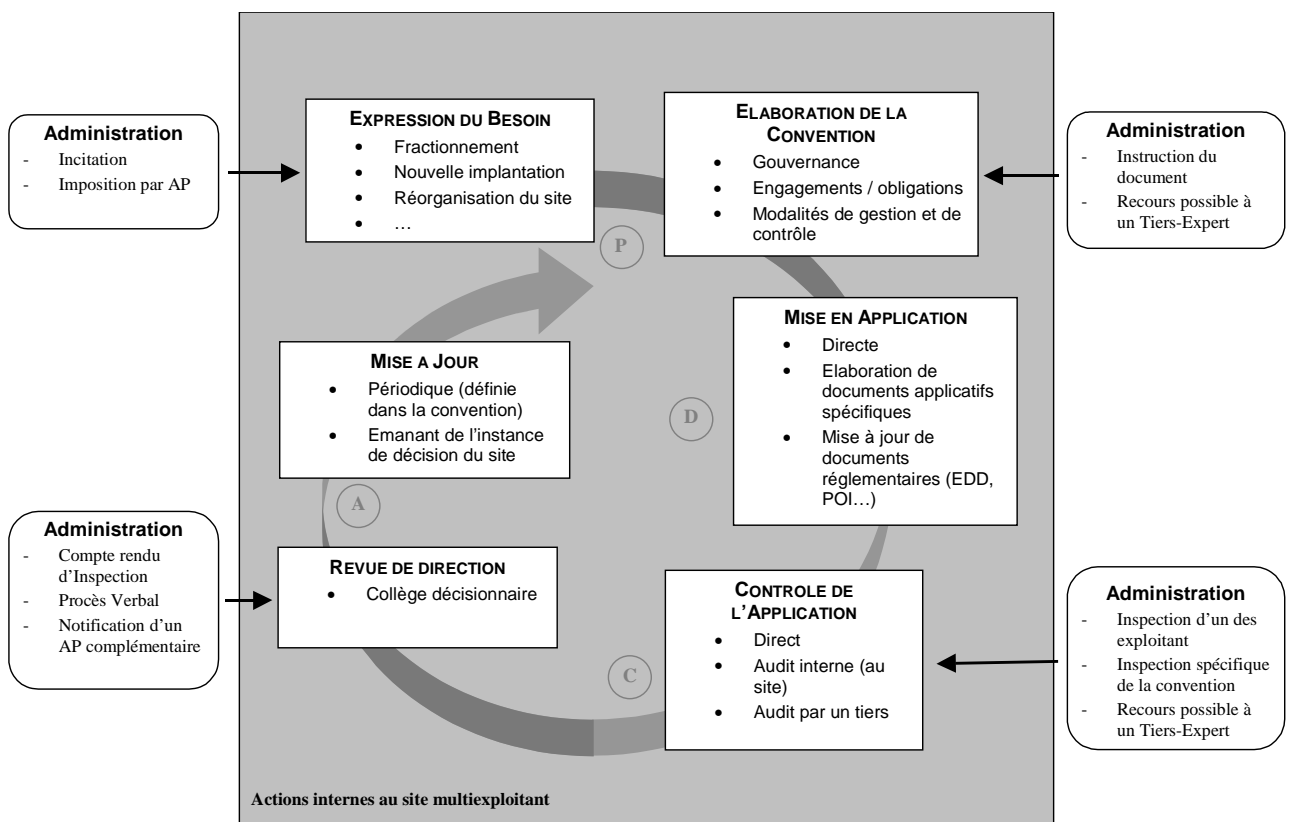 EXPRESSION DU BESOIN
• Fractionnement
• Nouvelle implantation
• Réorganisation du site
• …
ELABORATION DE LA
CONVENTION
• Gouvernance
• Engagements / obligations
• Modalités de gestion et de
contrôle
Administration
- Incitation
- Imposition par AP
Administration
- Instruction du
document
- Recours possible à
un Tiers-Expert
P
MISE EN APPLICATION
• Directe
• Elaboration de
documents applicatifs
spécifiques
• Mise à jour de
documents
réglementaires (EDD,
POI…)
MISE A JOUR
• Périodique (définie
dans la convention)
• Emanant de l’instance
de décision du site
D
A
Administration
- Compte rendu
d’Inspection
- Procès Verbal
- Notification d’un
AP complémentaire
REVUE DE DIRECTION
• Collège décisionnaire
CONTROLE DE
L’APPLICATION
• Direct
• Audit interne (au
site)
• Audit par un tiers
Administration
- Inspection d’un des
exploitant
- Inspection spécifique
de la convention
- Recours possible à
un Tiers-Expert
C
Actions internes au site multiexploitant